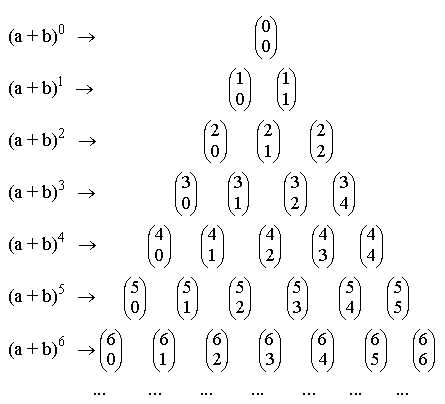 (a + b)^0 → (0 0)
(a + b)^1 → (1 0) (1 1)
(a + b)^2 → (2 0) (2 1) (2 2)
(a + b)^3 → (3 0) (3 1) (3 2) (3 4)
(a + b)^4 → (4 0) (4 1) (4 2) (4 3) (4 4)
(a + b)^5 → (5 0) (5 1) (5 2) (5 3) (5 4) (5 5)
(a + b)^6 → (6 0) (6 1) (6 2) (6 3) (6 4) (6 5) (6 6)
... ... ... ... ... ... ...